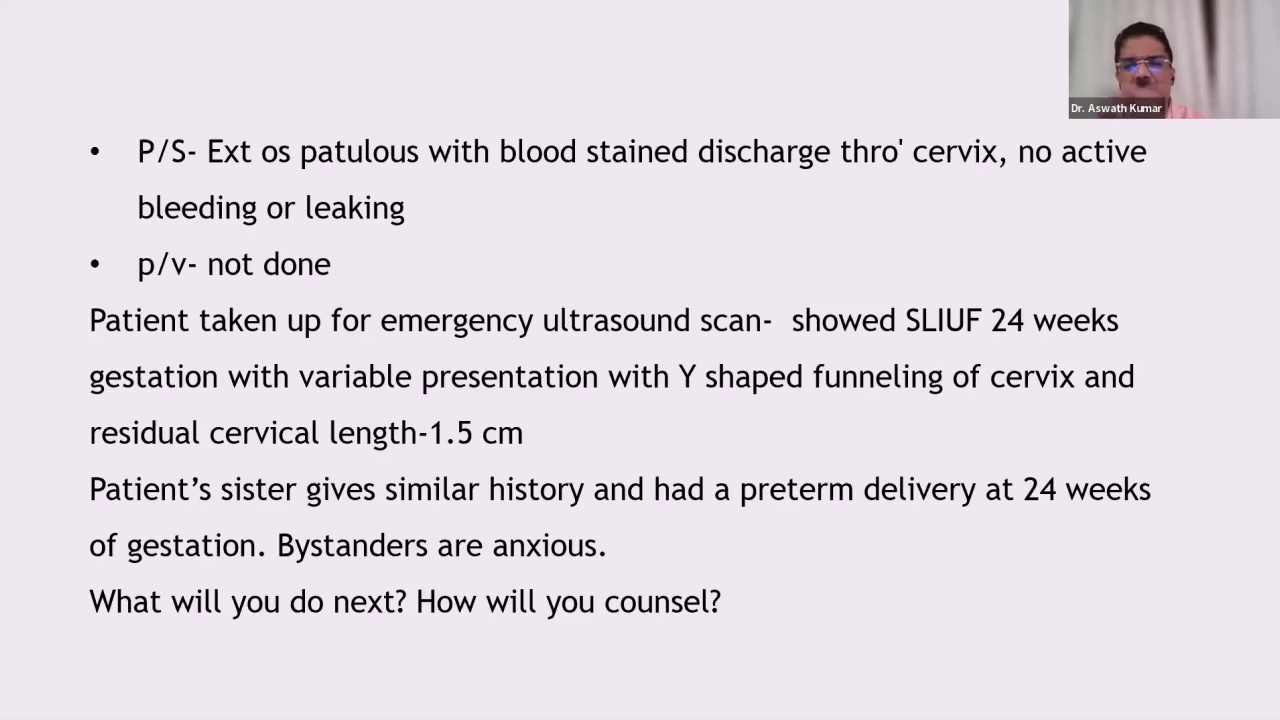 Dr. Aswath Kumar
• P/S- Ext os patulous with blood stained discharge thro' cervix, no active
bleeding or leaking
• p/v- not done
Patient taken up for emergency ultrasound scan-  showed SLIUF 24 weeks
gestation with variable presentation with Y shaped funneling of cervix and
residual cervical length-1.5 cm
Patient’s sister gives similar history and had a preterm delivery at 24 weeks
of gestation. Bystanders are anxious.
What will you do next? How will you counsel?